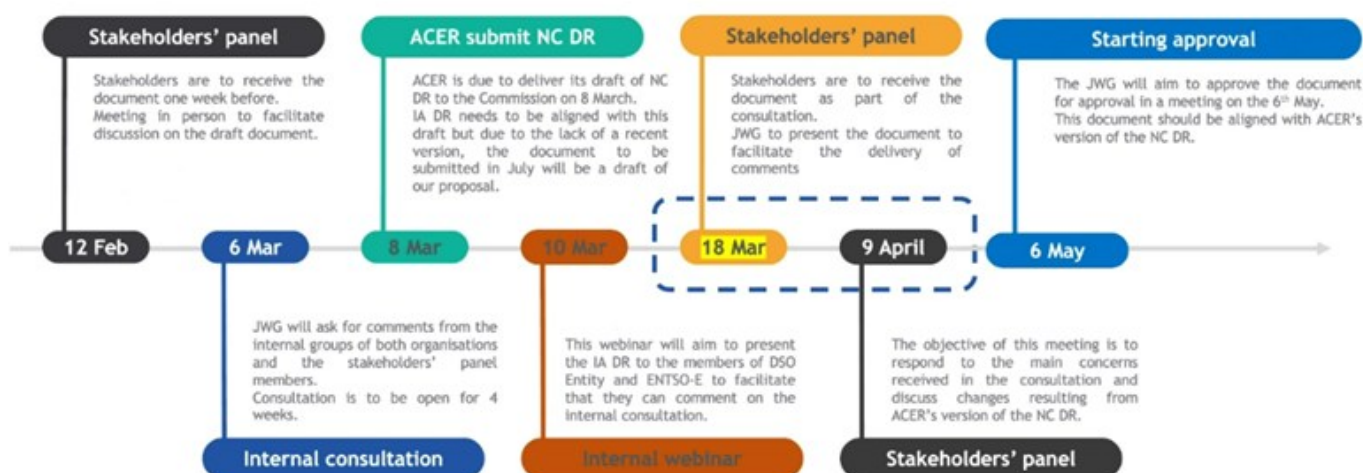 Stakeholders' panel
Stakeholders are to receive the
document one week before.
Meeting in person to facilitate
discussion on the draft document.
ACER submit NC DR
ACER is due to deliver its draft of NC
DR to the Commission on 8 March.
IA DR needs to be aligned with this
draft but due to the lack of a recent
version, the document to be
submitted in July will be a draft of
our proposal.
Stakeholders' panel
Stakeholders are to receive the
document as part of the
consultation.
JWG to present the document to
facilitate the delivery of
comments
Starting approval
The JWG will aim to approve the document
for approval in a meeting on the 6th May.
This document should be aligned with ACER's
version of the NC DR.
12 Feb
6 Mar
8 Mar
10 Mar
18 Mar
9 April
6 May
JWG will ask for comments from the
internal groups of both organisations
and the stakeholders' panel
members.
Consultation is to be open for 4
weeks.
Internal consultation
This webinar will aim to present
the IA DR to the members of DSO
Entity and ENTSO-E to facilitate
that they can comment on the
internal consultation.
Internal webinar
The objective of this meeting is to
respond to the main concerns
received in the consultation and
discuss changes resulting from
ACER's version of the NC DR.
Stakeholders' panel